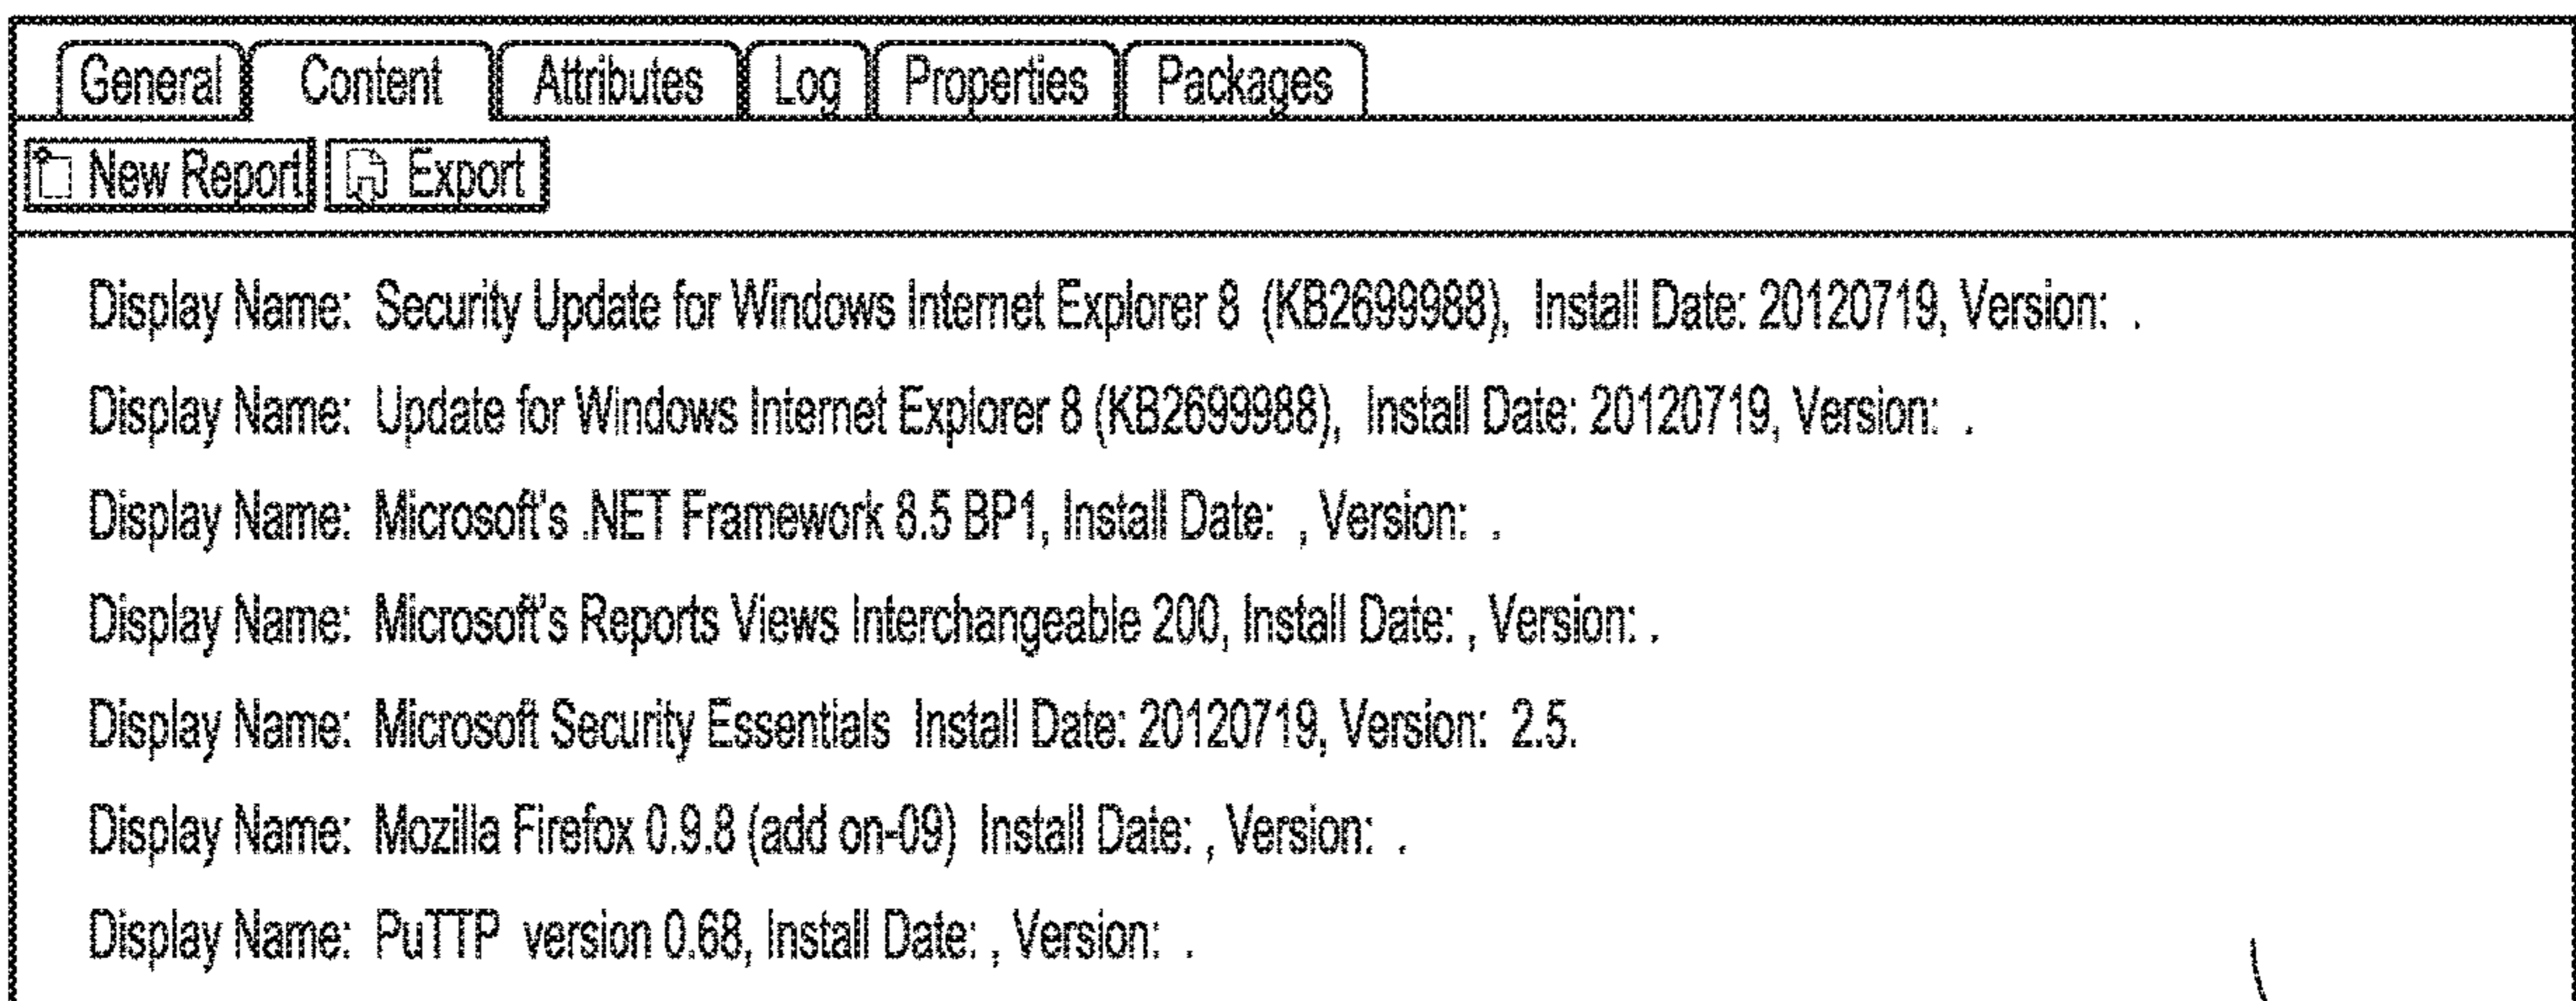 General Content Attributes Log Properties Packages
New Report Export
Display Name: Security Update for Windows Internet Explorer 8 (KB2699988), Install Date: 20120719, Version: .
Display Name: Update for Windows Internet Explorer 8 (KB2699988), Install Date: 20120719, Version: .
Display Name: Microsoft's .NET Framework 8.5 BP1, Install Date: , Version: .
Display Name: Microsoft's Reports Views Interchangeable 200, Install Date: , Version: .
Display Name: Microsoft Security Essentials Install Date: 20120719, Version: 2.5.
Display Name: Mozilla Firefox 0.9.8 (add on-09) Install Date: , Version: .
Display Name: PuTTP version 0.68, Install Date: , Version: .